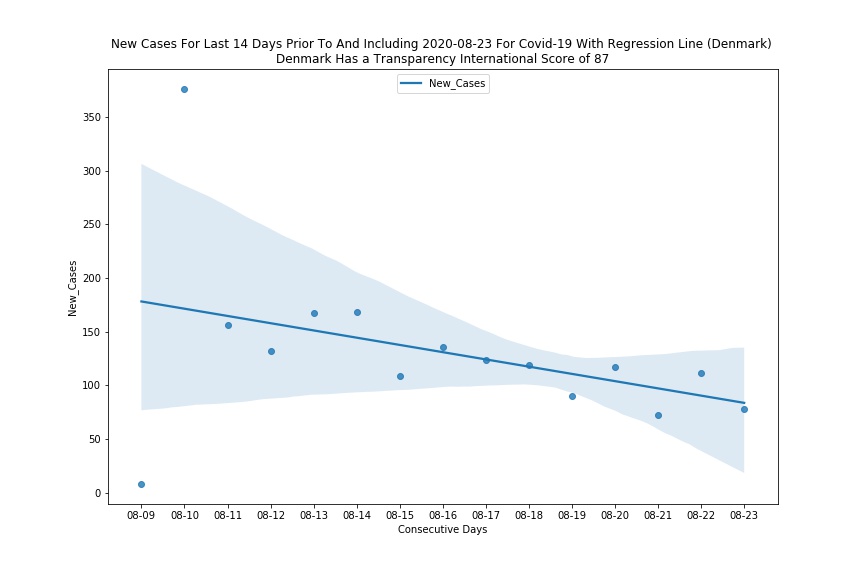 New Cases For Last 14 Days Prior To And Including 2020-08-23 For Covid-19 With Regression Line (Denmark)
Denmark Has a Transparency International Score of 87
New_Cases
350
300
250
200
150
100
50
0
New_Cases
08-09 08-10 08-11 08-12 08-13 08-14 08-15 08-16 08-17 08-18 08-19 08-20 08-21 08-22 08-23
Consecutive Days